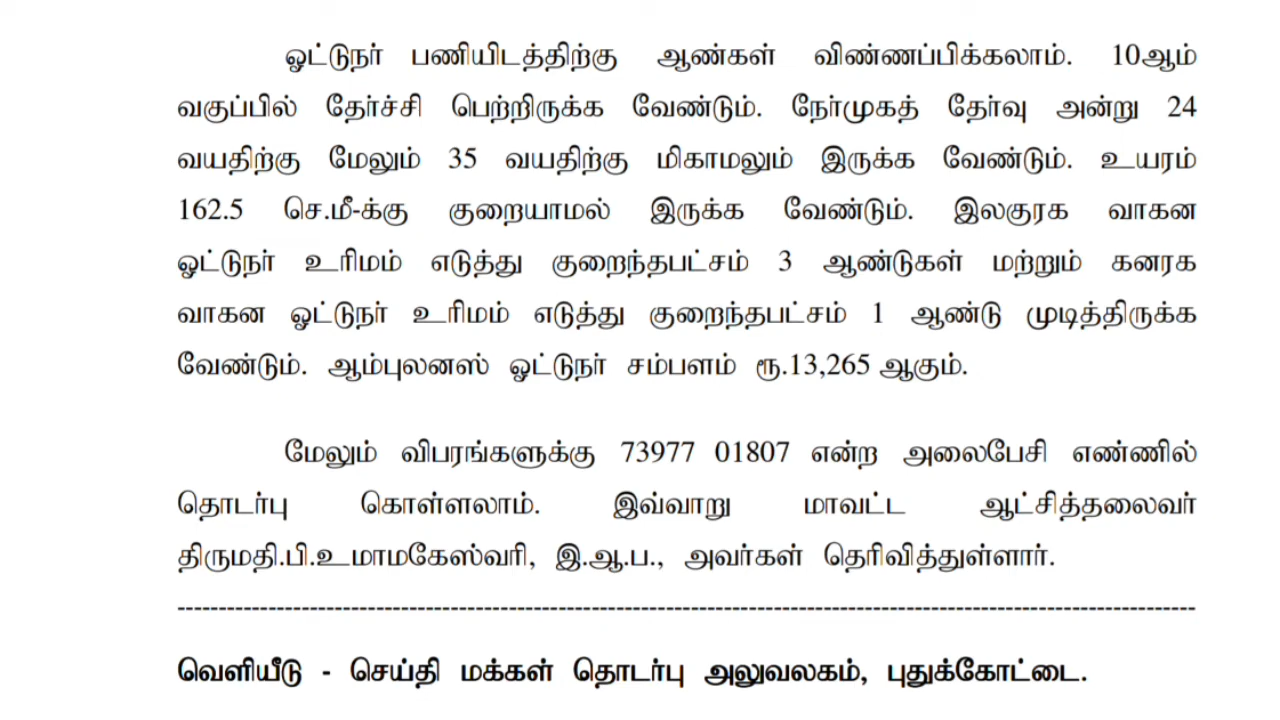 ஓட்டுநர் பணியிடத்திற்கு ஆண்கள் விண்ணப்பிக்கலாம். 10ஆம்
வகுப்பில் தேர்ச்சி பெற்றிருக்க வேண்டும். நேர்முகத் தேர்வு அன்று 24
வயதிற்கு மேலும் 35 வயதிற்கு மிகாமலும் இருக்க வேண்டும். உயரம்
162.5 செ.மீ-க்கு குறையாமல் இருக்க வேண்டும். இலகுரக வாகன
ஓட்டுநர் உரிமம் எடுத்து குறைந்தபட்சம் 3 ஆண்டுகள் மற்றும் கனரக
வாகன ஓட்டுநர் உரிமம் எடுத்து குறைந்தபட்சம் 1 ஆண்டு முடித்திருக்க
வேண்டும். ஆம்புலனஸ் ஓட்டுநர் சம்பளம் ரூ.13,265 ஆகும்.
மேலும் விபரங்களுக்கு 73977 01807 என்ற அலைபேசி எண்ணில்
தொடர்பு கொள்ளலாம். இவ்வாறு மாவட்ட ஆட்சித்தலைவர்
திருமதி.பி.உமாமகேஸ்வரி, இ.ஆ.ப., அவர்கள் தெரிவித்துள்ளார்.
வெளியீடு - செய்தி மக்கள் தொடர்பு அலுவலகம், புதுக்கோட்டை.